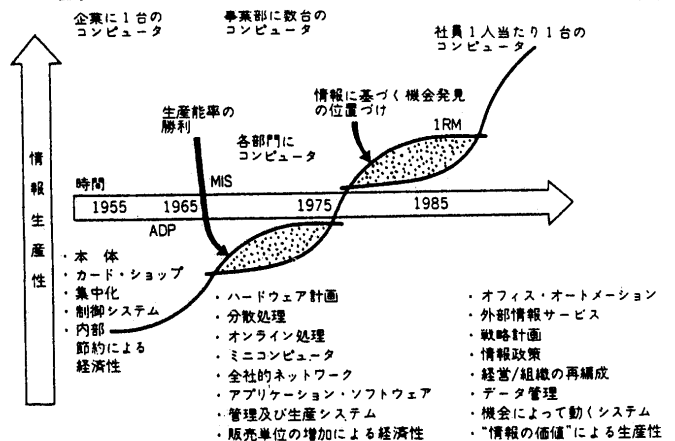 企業に1台の
コンピュータ
事業部に数台の
コンピュータ
社員1人当たり1台の
コンピュータ
生産能率の
勝利
各部門に
コンピュータ
情報に基づく機会発見
の位置づけ
IRM
情報生産性
時間
MIS
1955
1965
1975
1985
ADP
・本 体
・カード・ショップ
・集中化
・制御システム
・内部
節約による
経済性
・ハードウェア計画
・分散処理
・オンライン処理
・ミニコンピュータ
・全社的ネットワーク
・アプリケーション・ソフトウェア
・管理及び生産システム
・販売単位の増加による経済性
・オフィス・オートメーション
・外部情報サービス
・戦略計画
・情報政策
・経営/組織の再編成
・データ管理
・機会によって動くシステム
・“情報の価値”による生産性